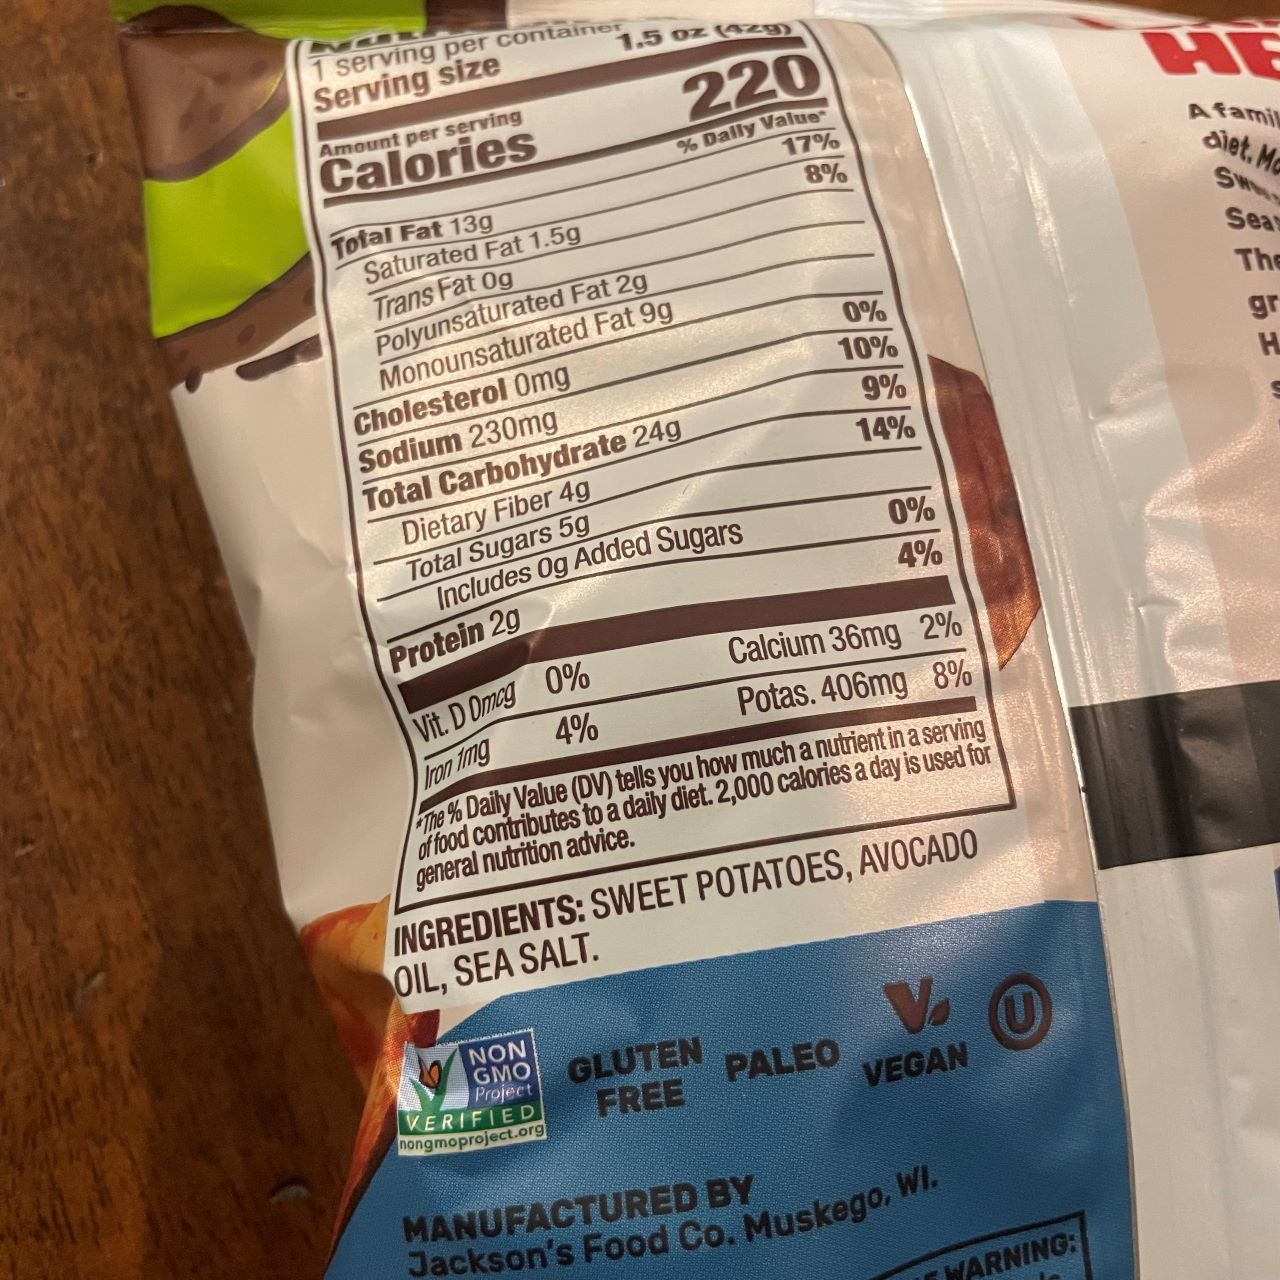 1 serving per container
Serving size 1.5 oz (42g)
Amount per serving
Calories 220
% Daily Value*
Total Fat 13g 17%
Saturated Fat 1.5g 8%
Trans Fat 0g
Polyunsaturated Fat 2g
Monounsaturated Fat 9g
Cholesterol 0mg 0%
Sodium 230mg 10%
Total Carbohydrate 24g 9%
Dietary Fiber 4g 14%
Total Sugars 5g
Includes 0g Added Sugars 0%
Protein 2g 4%
Vit. D 0mcg 0% Calcium 36mg 2%
Iron 1mg 4% Potas. 406mg 8%
*The % Daily Value (DV) tells you how much a nutrient in a serving
of food contributes to a daily diet. 2,000 calories a day is used for
general nutrition advice.
INGREDIENTS: SWEET POTATOES, AVOCADO
OIL, SEA SALT.
NON
GMO
Project
VERIFIED
nongmoproject.org
GLUTEN
FREE
PALEO
V
VEGAN
U
MANUFACTURED BY
Jackson's Food Co. Muskego, WI.
WARNING:
HE
A famil
diet.
Sea
The
gr
H